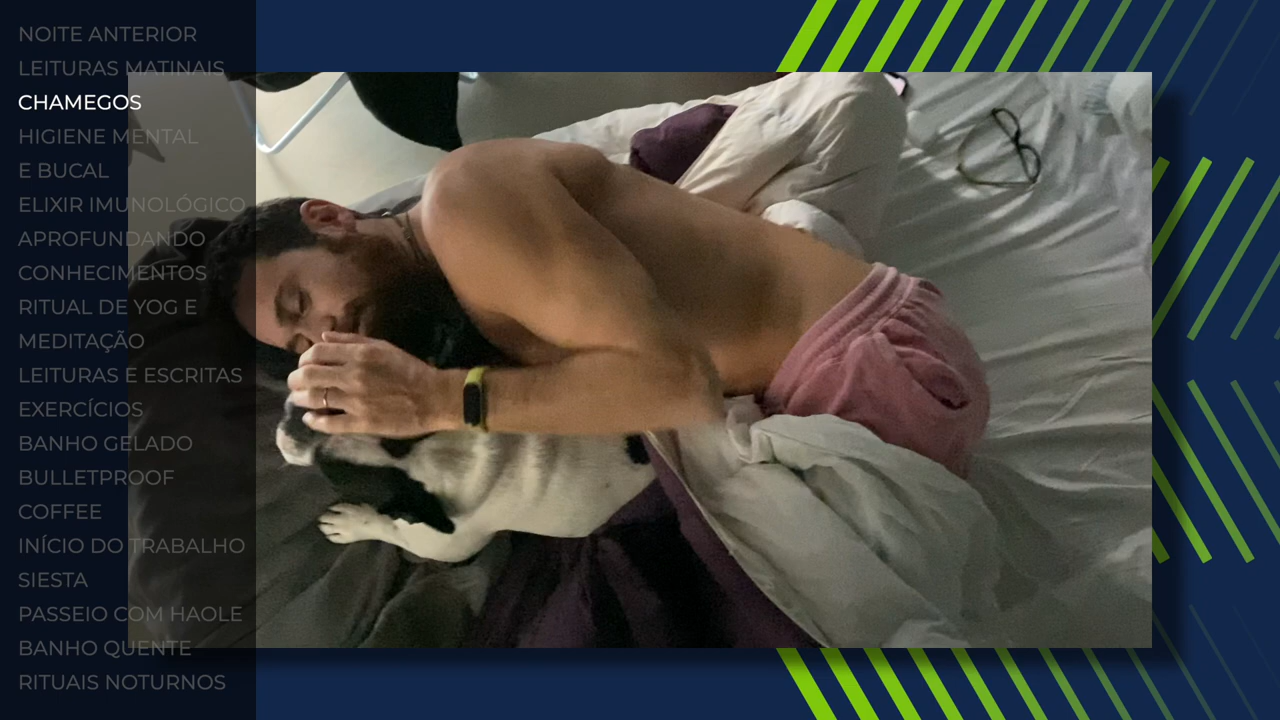 NOITE ANTERIOR
LEITURAS MATINAIS
CHAMEGOS
HIGIENE MENTAL
E BUCAL
ELIXIR IMUNOLÓGICO
APROFUNDANDO
CONHECIMENTOS
RITUAL DE YOG E
MEDITAÇÃO
LEITURAS E ESCRITAS
EXERCÍCIOS
BANHO GELADO
BULLETPROOF
COFFEE
INÍCIO DO TRABALHO
SIESTA
PASSEIO COM HAOLE
BANHO QUENTE
RITUAIS NOTURNOS